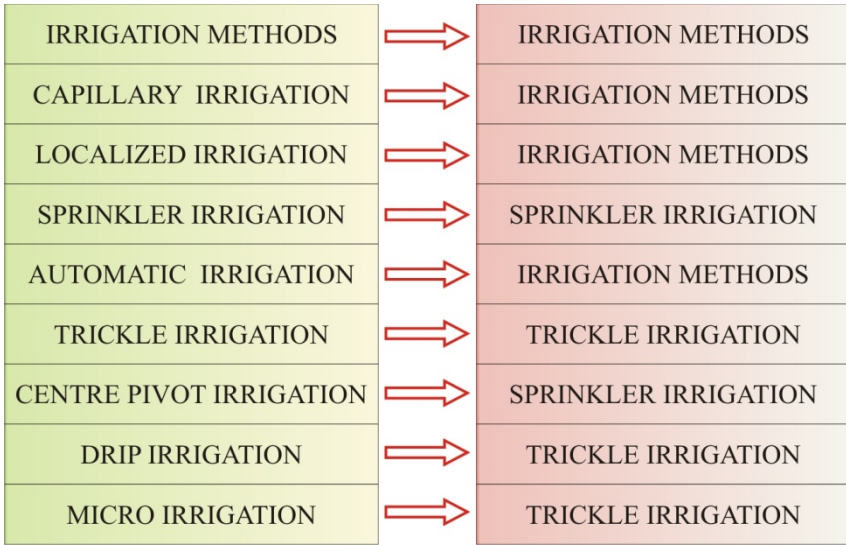 IRRIGATION METHODS IRRIGATION METHODS
CAPILLARY IRRIGATION IRRIGATION METHODS
LOCALIZED IRRIGATION IRRIGATION METHODS
SPRINKLER IRRIGATION SPRINKLER IRRIGATION
AUTOMATIC IRRIGATION IRRIGATION METHODS
TRICKLE IRRIGATION TRICKLE IRRIGATION
CENTRE PIVOT IRRIGATION SPRINKLER IRRIGATION
DRIP IRRIGATION TRICKLE IRRIGATION
MICRO IRRIGATION TRICKLE IRRIGATION